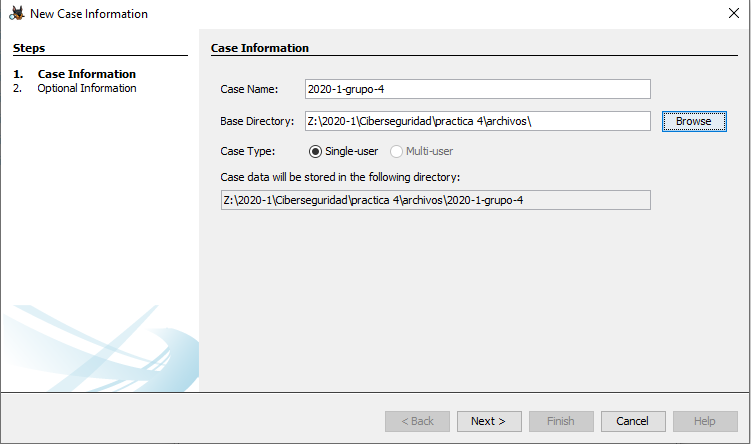 New Case Information
Steps
1. Case Information
2. Optional Information
Case Information
Case Name: 2020-1-grupo-4
Base Directory: Z:\2020-1\Ciberseguridad\practica 4\archivos\ Browse
Case Type: Single-user Multi-user
Case data will be stored in the following directory:
Z:\2020-1\Ciberseguridad\practica 4\archivos\2020-1-grupo-4
< Back Next > Finish Cancel Help